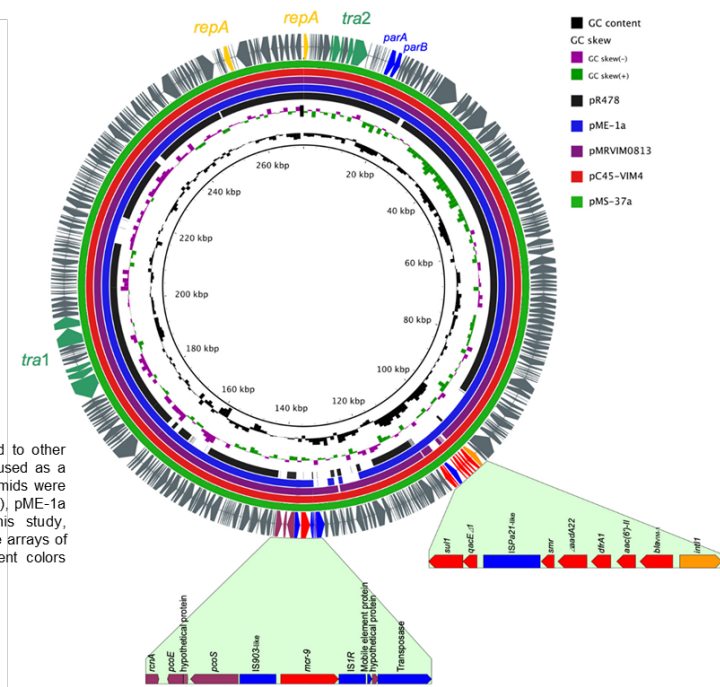 repA
repA
tra2
parA
parB
GC content
GC skew
GC skew(-)
GC skew(+)
pR478
pME-1a
pMRVIM0813
pC45-VIM4
pMS-37a
20 kbp
40 kbp
60 kbp
80 kbp
100 kbp
120 kbp
140 kbp
160 kbp
180 kbp
200 kbp
220 kbp
240 kbp
260 kbp
tra1
d to other
used as a
mids were
), pME-1a
nis study,
e arrays of
ent colors
sul1
ISPa21-like
smr
aadA22
dfrA1
aac(6')-II
intI1
rcnA
pcoE
hypothetical protein
pcoS
IS903-like
mcr-9
IS1R
Mobile element protein
hypothetical protein
Transposase